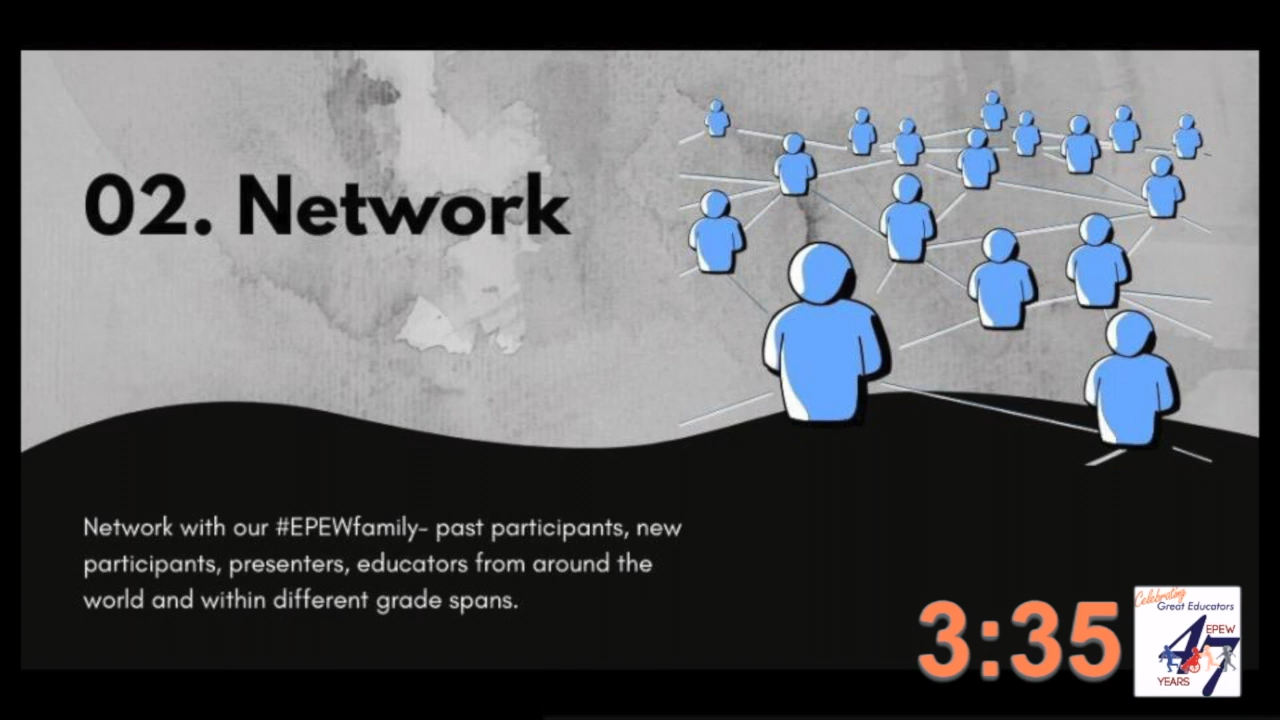 02. Network
Network with our #EPEWfamily- past participants, new
participants, presenters, educators from around the
world and within different grade spans.
3:35
Celebrating
Great Educators
47
EPEW
YEARS